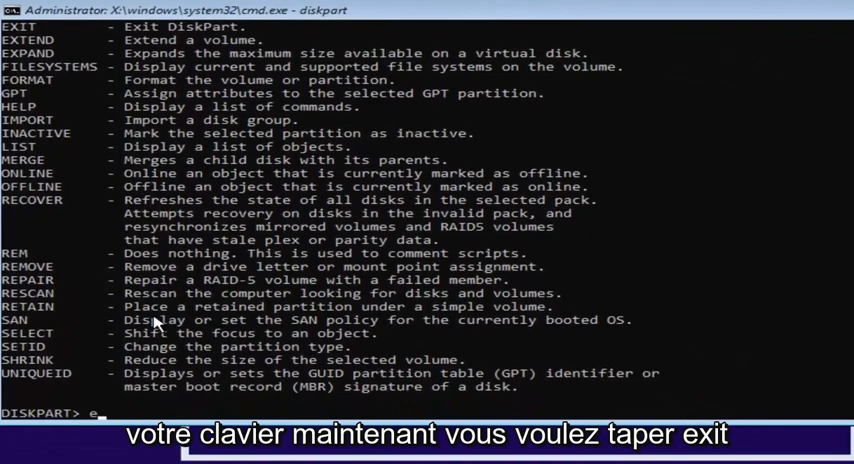 Administrator: X:\windows\system32\cmd.exe - diskpart
EXIT - Exit DiskPart.
EXTEND - Extend a volume.
EXPAND - Expands the maximum size available on a virtual disk.
FILESYSTEMS - Display current and supported file systems on the volume.
FORMAT - Format the volume or partition.
GPT - Assign attributes to the selected GPT partition.
HELP - Display a list of commands.
IMPORT - Import a disk group.
INACTIVE - Mark the selected partition as inactive.
LIST - Display a list of objects.
MERGE - Merges a child disk with its parents.
ONLINE - Online an object that is currently marked as offline.
OFFLINE - Offline an object that is currently marked as online.
RECOVER - Refreshes the state of all disks in the selected pack.
Attempts recovery on disks in the invalid pack, and
resynchronizes mirrored volumes and RAID5 volumes
that have stale plex or parity data.
REM - Does nothing. This is used to comment scripts.
REMOVE - Remove a drive letter or mount point assignment.
REPAIR - Repair a RAID-5 volume with a failed member.
RESCAN - Rescan the computer looking for disks and volumes.
RETAIN - Place a retained partition under a simple volume.
SAN - Display or set the SAN policy for the currently booted OS.
SELECT - Shift the focus to an object.
SETID - Change the partition type.
SHRINK - Reduce the size of the selected volume.
UNIQUEID - Displays or sets the GUID partition table (GPT) identifier or
master boot record (MBR) signature of a disk.
DISKPART> e_
votre clavier maintenant vous voulez taper exit